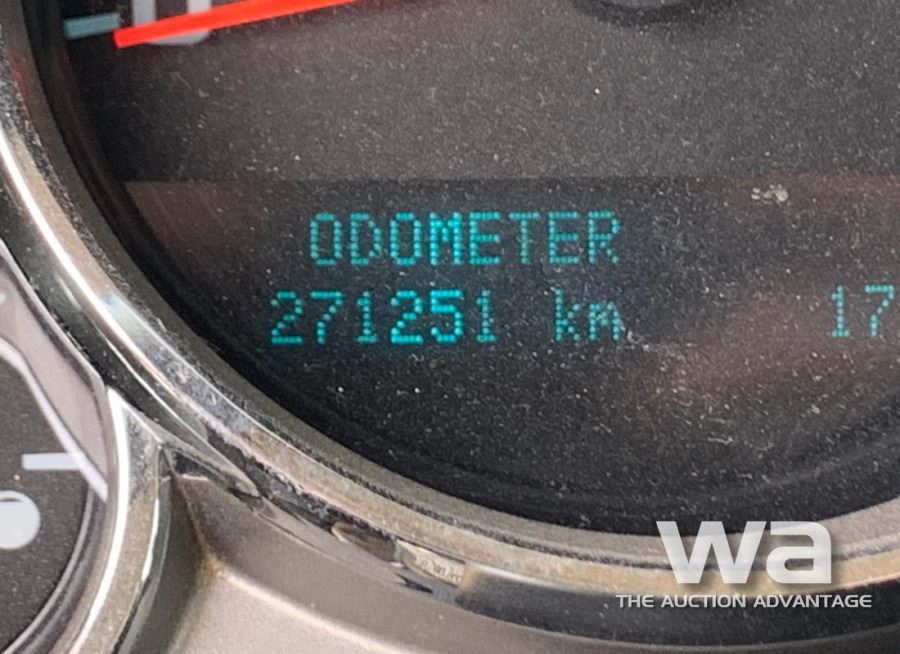 ODOMETER
271251 km 17
wa
THE AUCTION ADVANTAGE